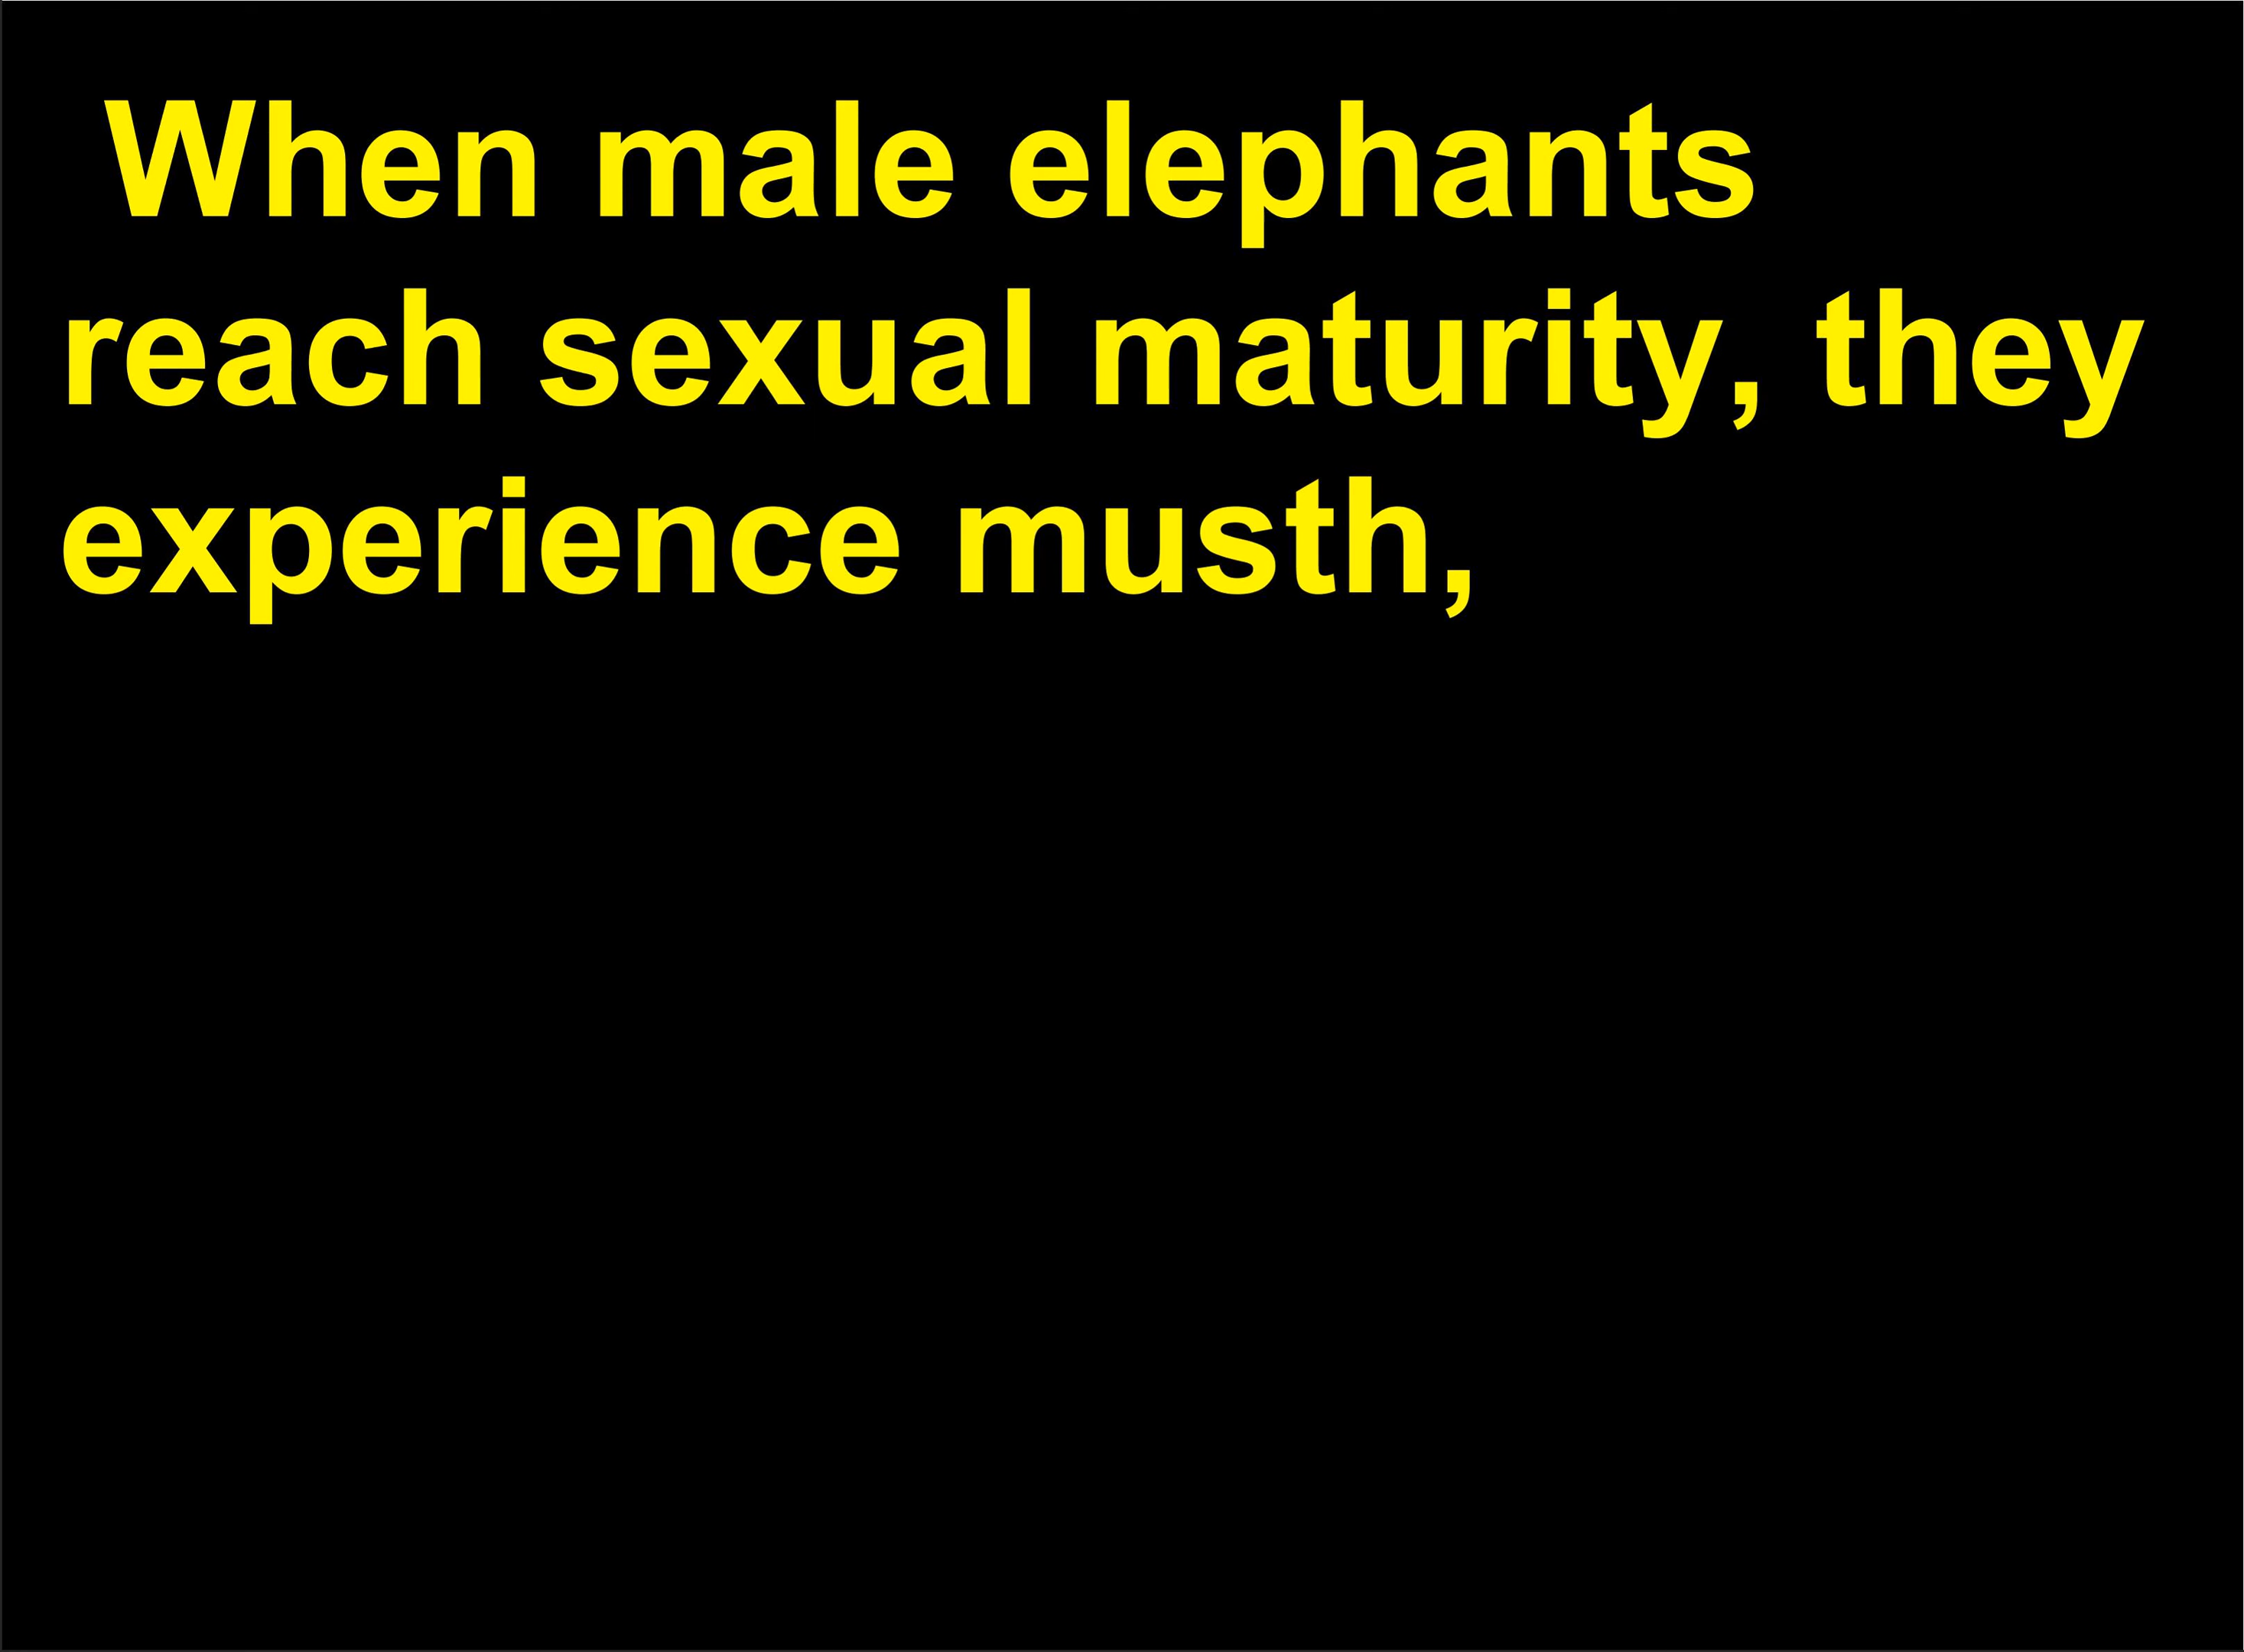 When male elephants
reach sexual maturity, they
experience musth,